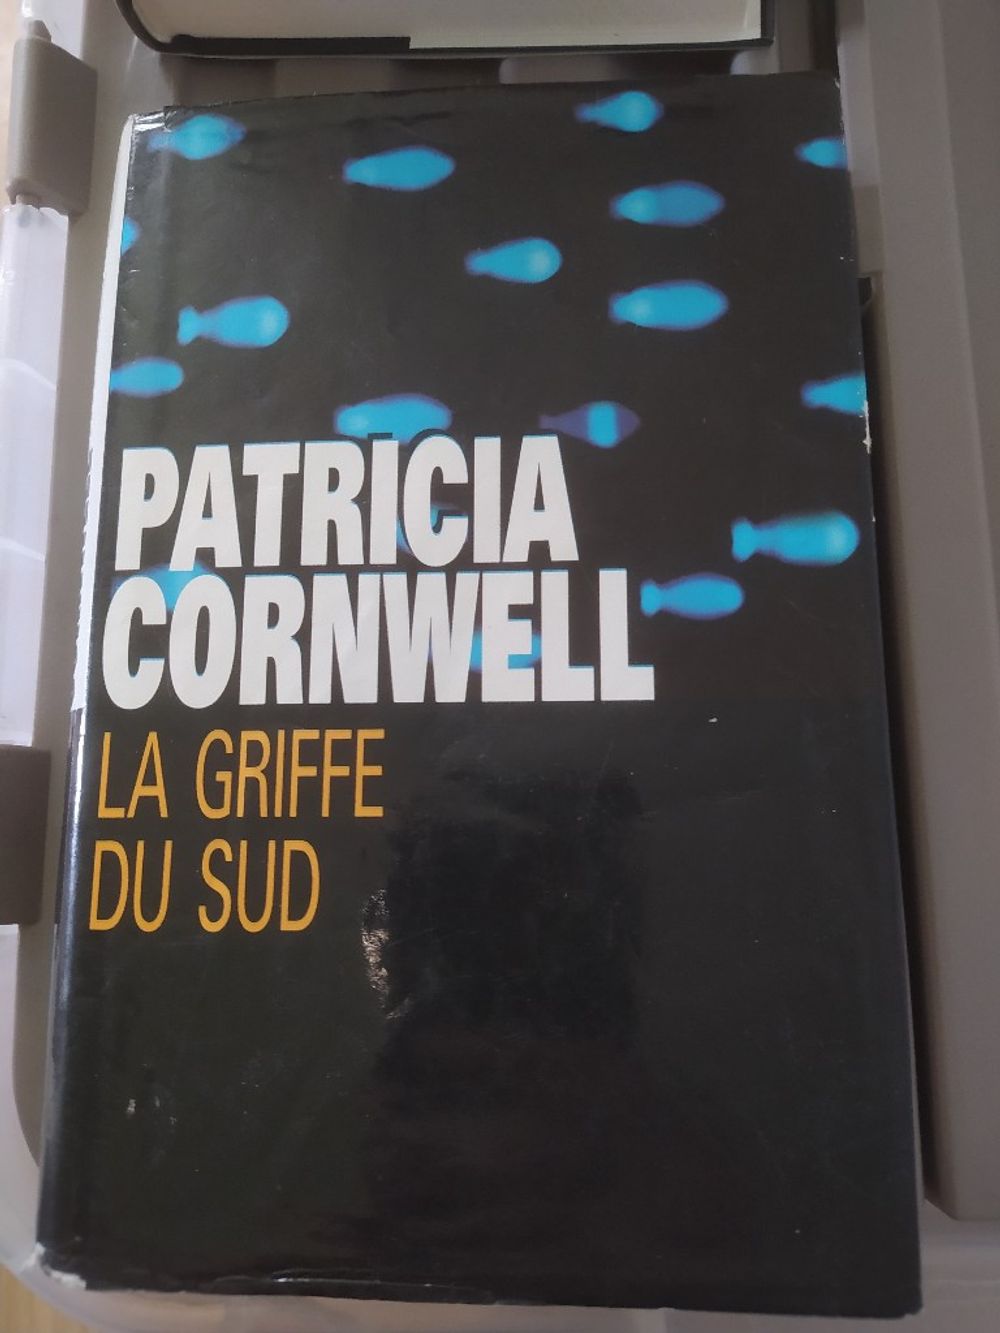 PATRICIA
CORNWELL
LA GRIFFE
DU SUD